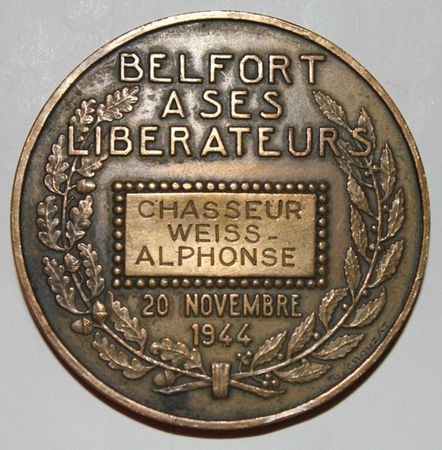 BELFORT
A SES
LIBERATEURS
CHASSEUR
WEISS-
ALPHONSE
20 NOVEMBRE
1944